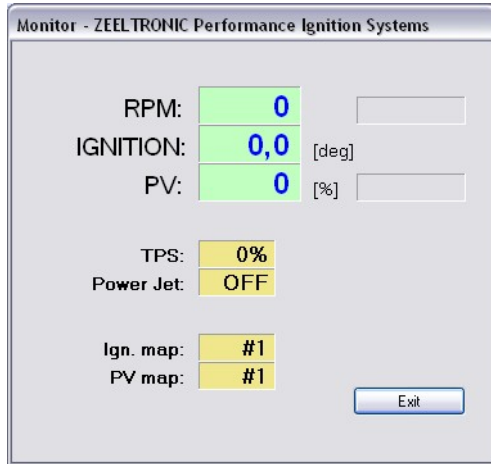 Monitor - ZEELTRONIC Performance Ignition Systems
RPM: 0
IGNITION: 0,0 [deg]
PV: 0 [%]
TPS: 0%
Power Jet: OFF
Ign. map: #1
PV map: #1
Exit